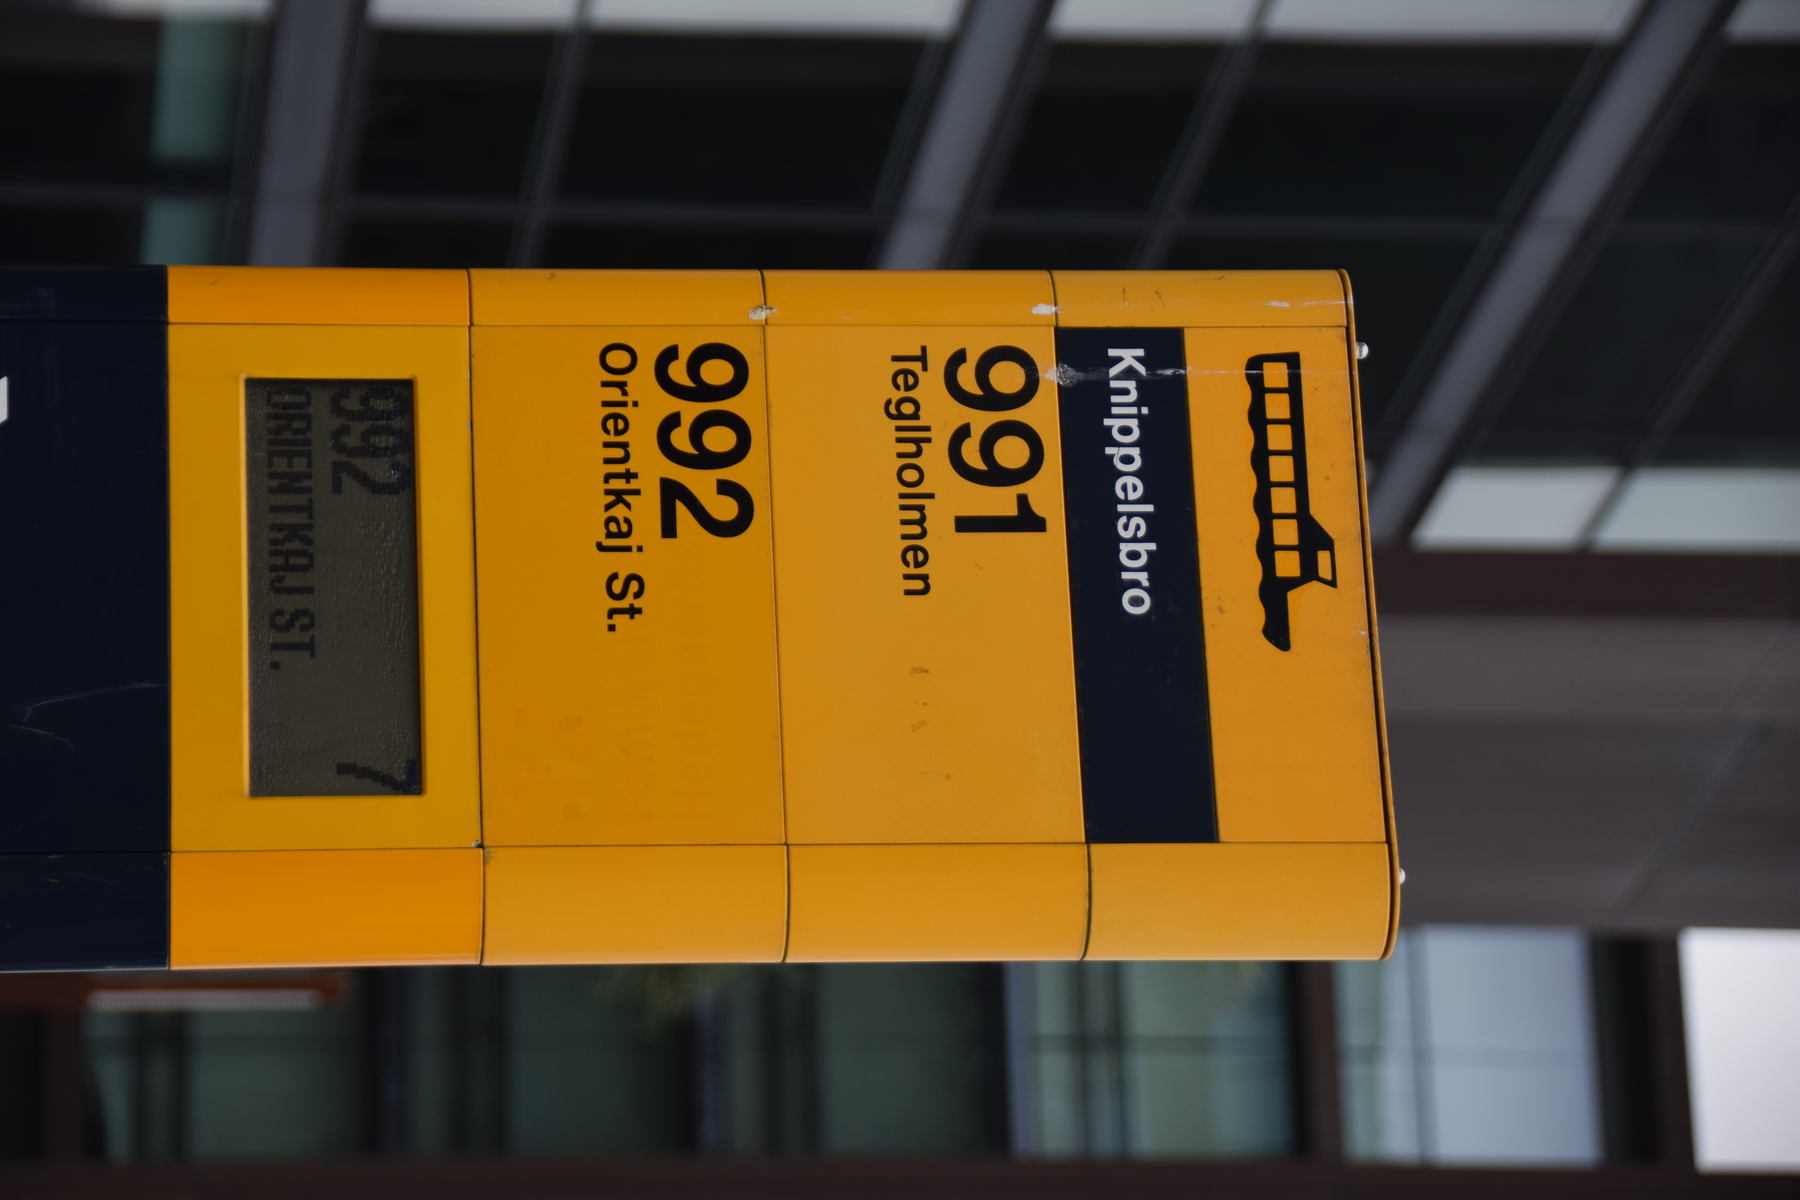 Knippelsbro
991
Teglholmen
992
Orientkaj St.
992 7
ORIENTKAJ ST.